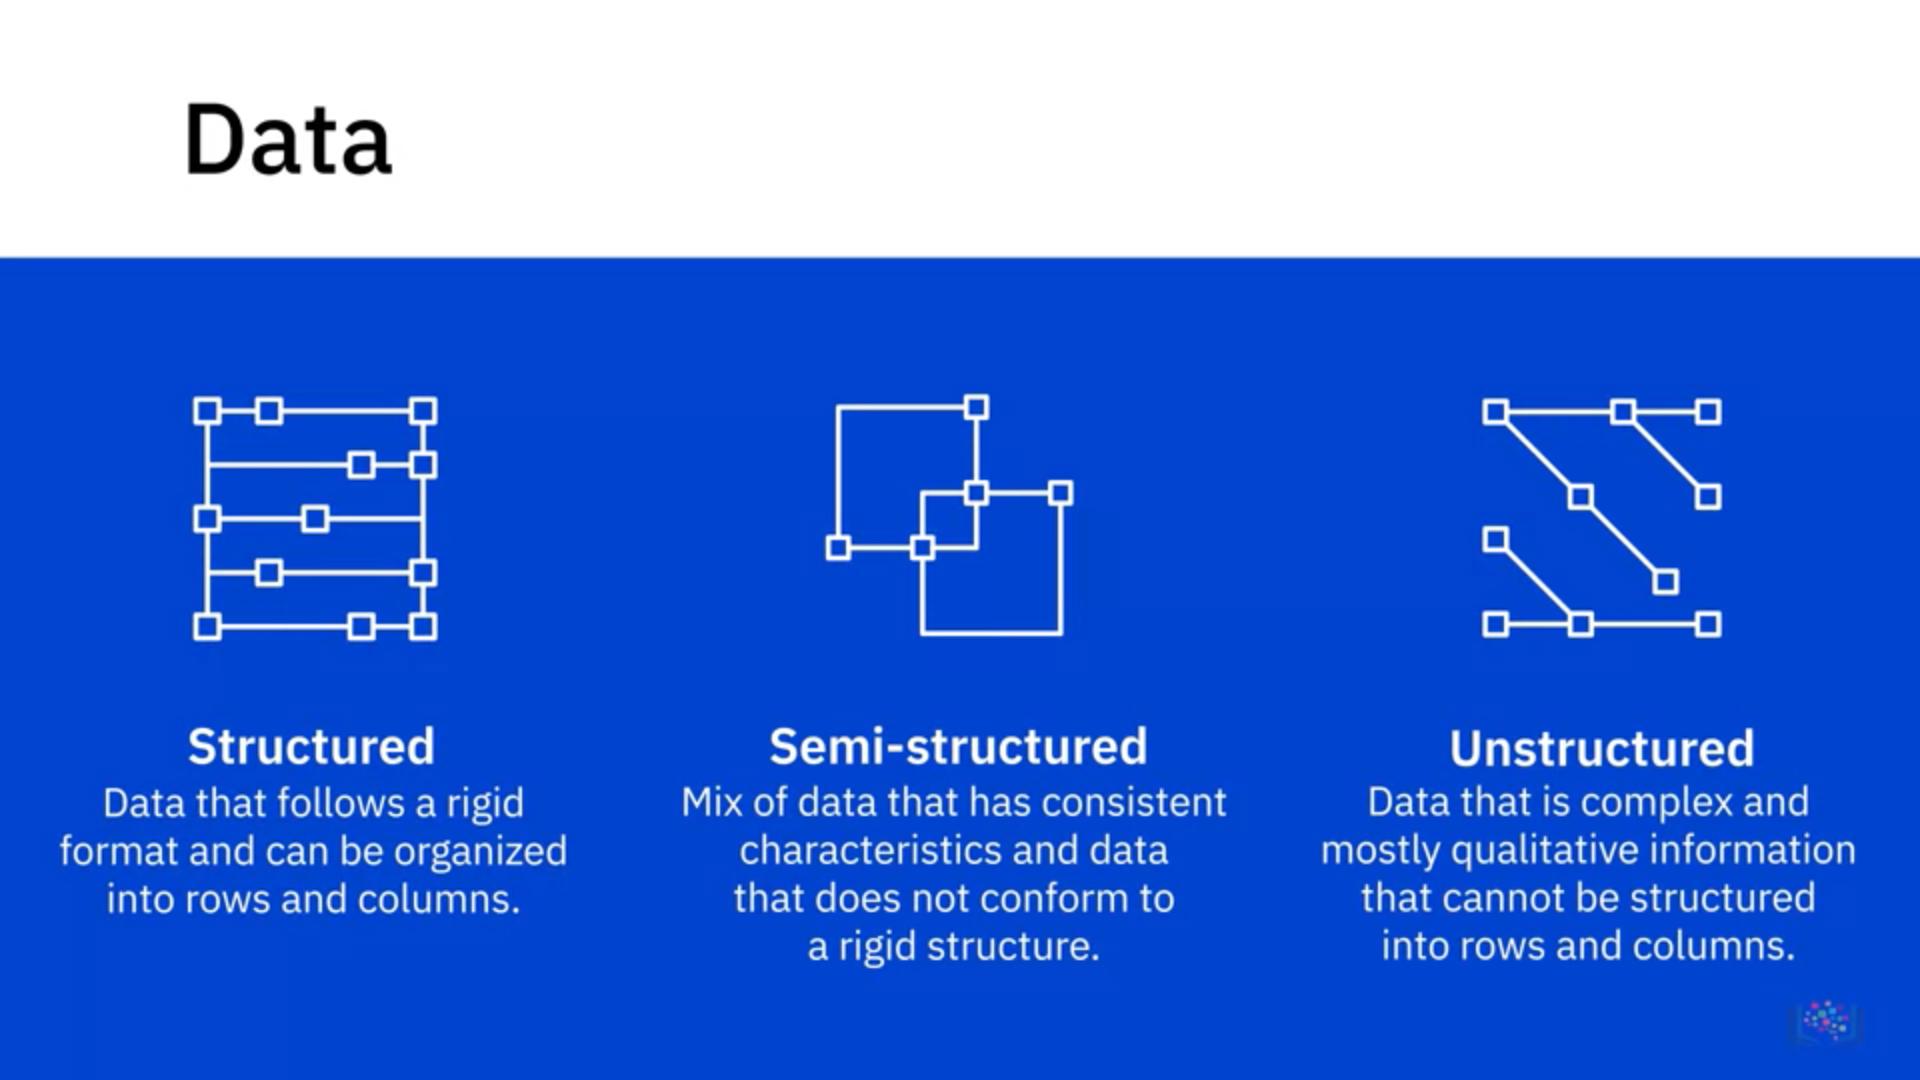 Data
Structured
Data that follows a rigid
format and can be organized
into rows and columns.
Semi-structured
Mix of data that has consistent
characteristics and data
that does not conform to
a rigid structure.
Unstructured
Data that is complex and
mostly qualitative information
that cannot be structured
into rows and columns.